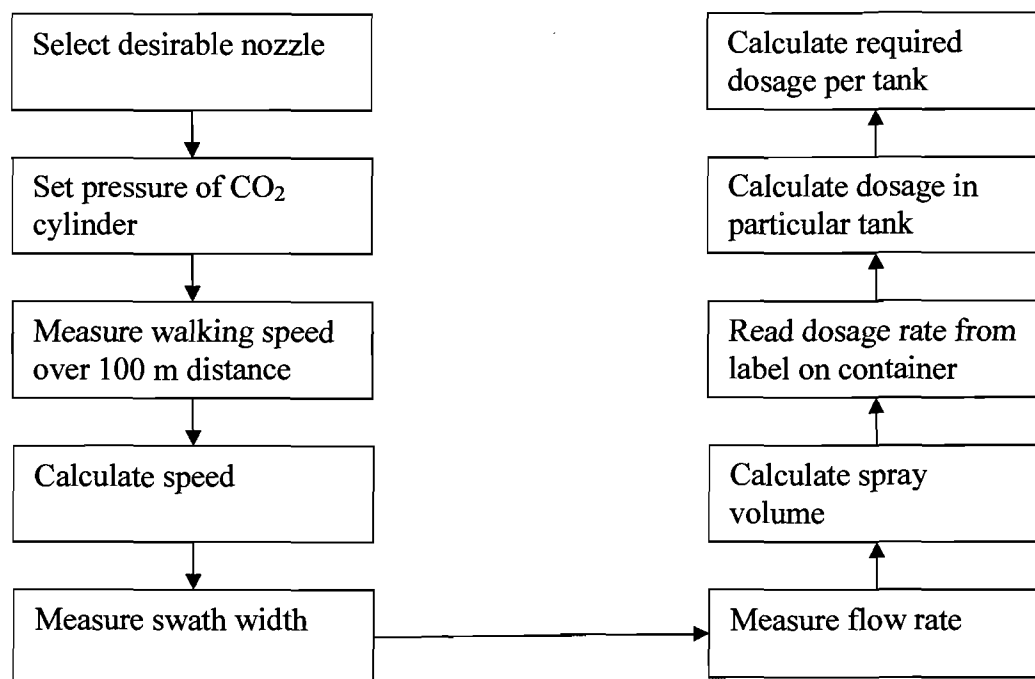 Select desirable nozzle
Set pressure of CO₂
cylinder
Measure walking speed
over 100 m distance
Calculate speed
Measure swath width
Measure flow rate
Calculate spray
volume
Read dosage rate from
label on container
Calculate dosage in
particular tank
Calculate required
dosage per tank